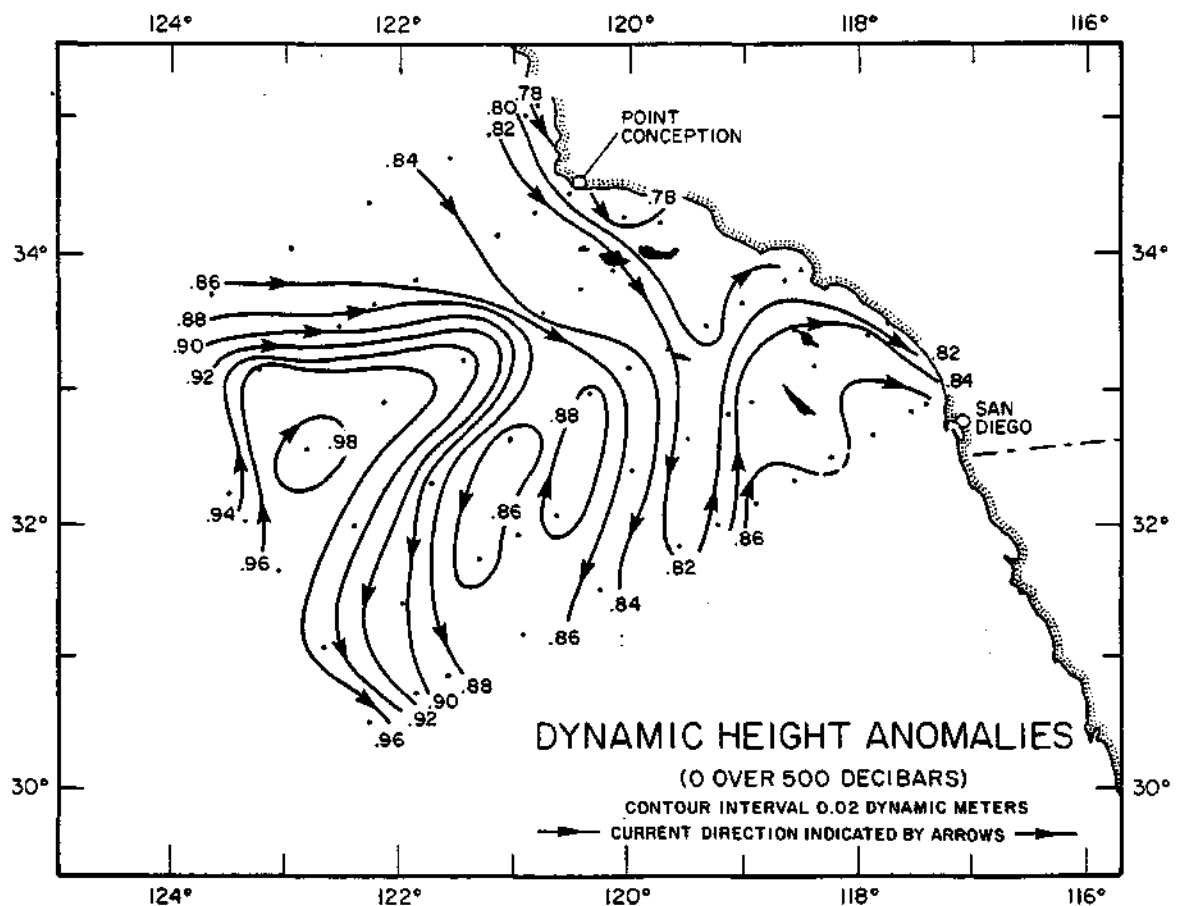 124° 122° 120° 118° 116°
.78
.80
.82
POINT
CONCEPTION
.84
.78
34° 34°
.86
.88
.90
.92
.82
.84
SAN
DIEGO
.88
.98
.86
.94
.96
32° 32°
.86
.82
.84
.86
.88
.90
.92
.96
DYNAMIC HEIGHT ANOMALIES
(0 OVER 500 DECIBARS)
CONTOUR INTERVAL 0.02 DYNAMIC METERS
CURRENT DIRECTION INDICATED BY ARROWS
30° 30°
124° 122° 120° 118° 116°